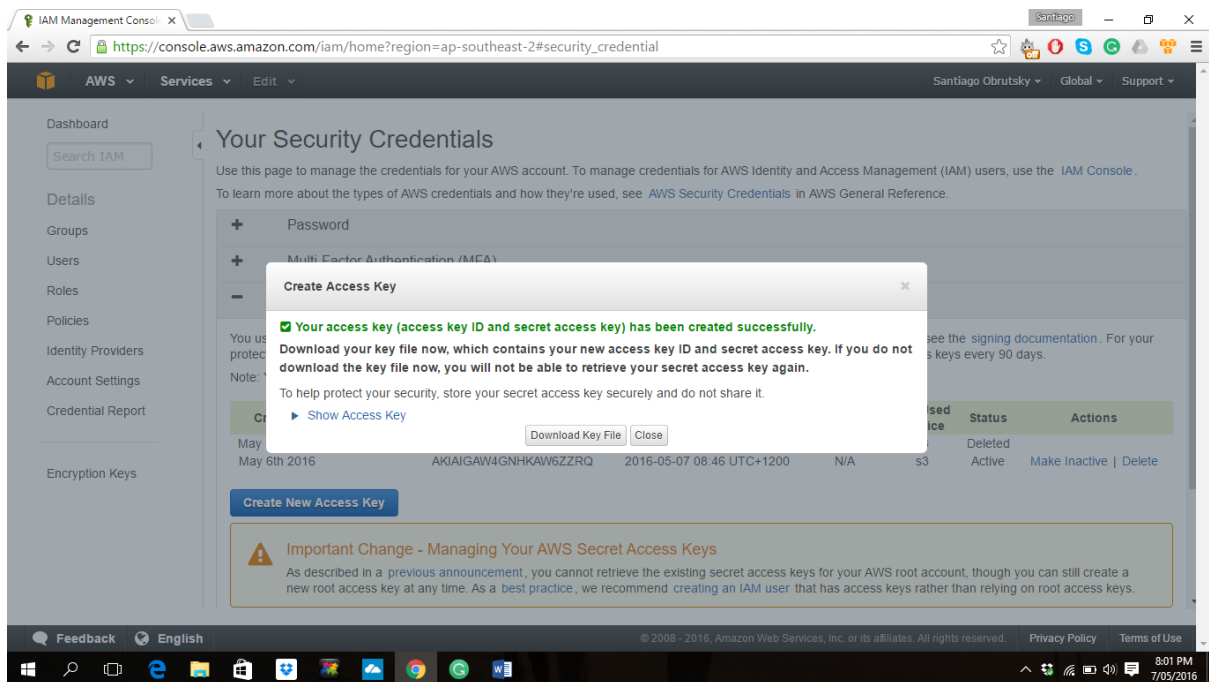 IAM Management Consol
Santiago
https://console.aws.amazon.com/iam/home?region=ap-southeast-2#security_credential
off
AWS Services Edit Santiago Obrutsky Global Support
Dashboard
Search IAM
Details
Groups
Users
Roles
Policies
Identity Providers
Account Settings
Credential Report
Encryption Keys
Your Security Credentials
Use this page to manage the credentials for your AWS account. To manage credentials for AWS Identity and Access Management (IAM) users, use the IAM Console.
To learn more about the types of AWS credentials and how they're used, see AWS Security Credentials in AWS General Reference.
+ Password
+ Multi Factor Authentication (MFA)
Create Access Key
Your access key (access key ID and secret access key) has been created successfully.
Download your key file now, which contains your new access key ID and secret access key. If you do not
download the key file now, you will not be able to retrieve your secret access key again.
To help protect your security, store your secret access key securely and do not share it.
Show Access Key
Download Key File Close
You us see the signing documentation. For your
protec s keys every 90 days.
Note:
Cr Used Status Actions
ice
May Deleted
May 6th 2016 AKIAIGAW4GNHKAW6ZZRQ 2016-05-07 08:46 UTC+1200 N/A s3 Active Make Inactive | Delete
Create New Access Key
Important Change - Managing Your AWS Secret Access Keys
As described in a previous announcement, you cannot retrieve the existing secret access keys for your AWS root account, though you can still create a
new root access key at any time. As a best practice, we recommend creating an IAM user that has access keys rather than relying on root access keys.
Feedback English © 2008 - 2016, Amazon Web Services, Inc. or its affiliates. All rights reserved. Privacy Policy Terms of Use
8:01 PM
7/05/2016